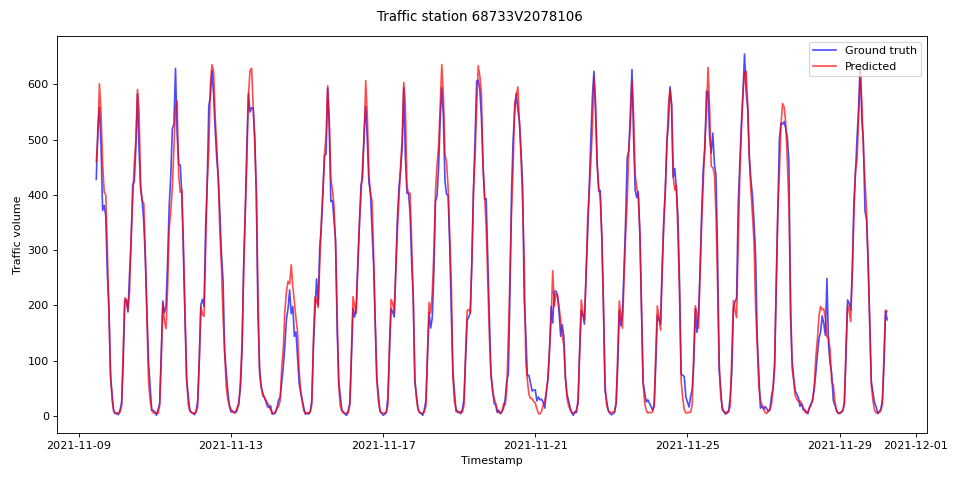 Traffic station 68733V2078106
Ground truth
Predicted
Traffic volume
600
500
400
300
200
100
0
2021-11-09
2021-11-13
2021-11-17
2021-11-21
2021-11-25
2021-11-29
2021-12-01
Timestamp